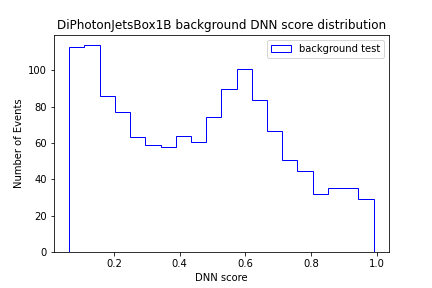 DiPhotonJetsBox1B background DNN score distribution
background test
Number of Events
100
80
60
40
20
0
0.2 0.4 0.6 0.8 1.0
DNN score